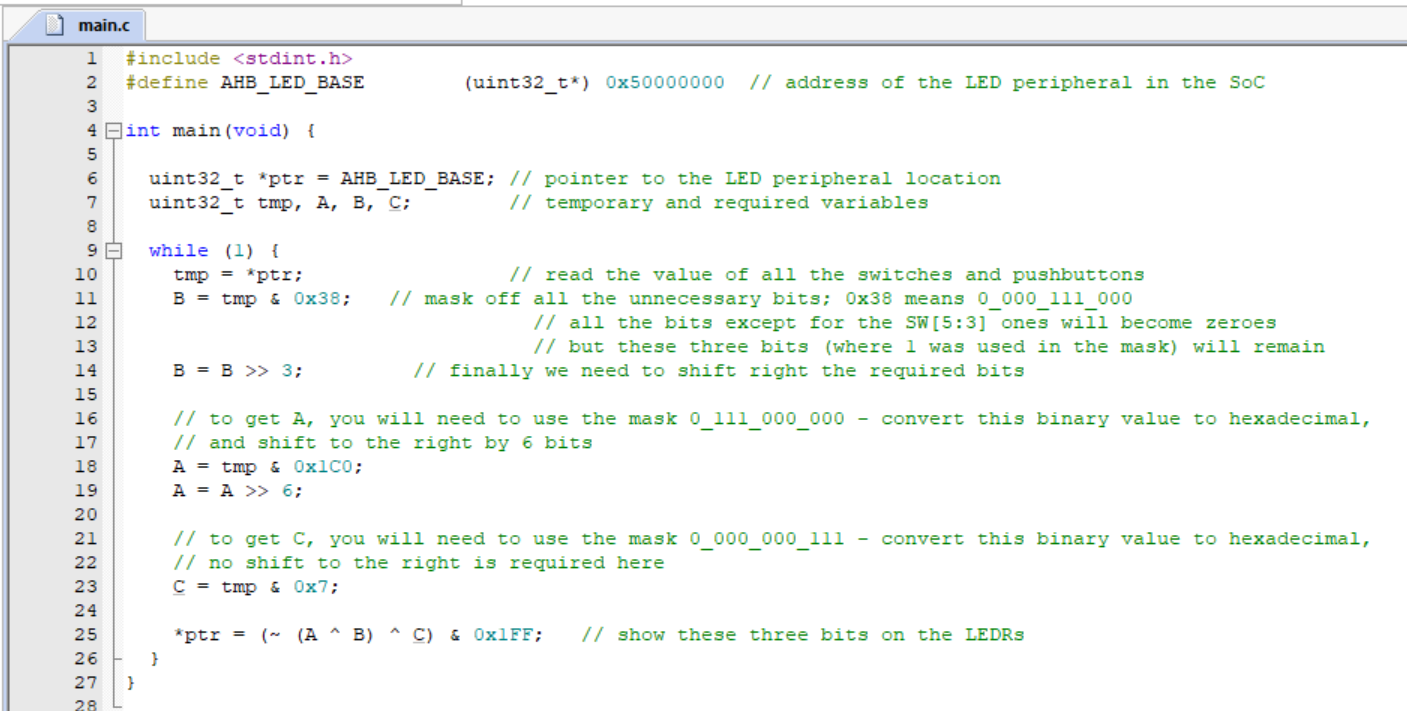 main.c
1 #include <stdint.h>
2 #define AHB_LED_BASE (uint32_t*) 0x50000000 // address of the LED peripheral in the SoC
3
4 int main(void) {
5
6 uint32_t *ptr = AHB_LED_BASE; // pointer to the LED peripheral location
7 uint32_t tmp, A, B, C; // temporary and required variables
8
9 while (1) {
10 tmp = *ptr; // read the value of all the switches and pushbuttons
11 B = tmp & 0x38; // mask off all the unnecessary bits; 0x38 means 0_000_111_000
12 // all the bits except for the SW[5:3] ones will become zeroes
13 // but these three bits (where 1 was used in the mask) will remain
14 B = B >> 3; // finally we need to shift right the required bits
15
16 // to get A, you will need to use the mask 0_111_000_000 - convert this binary value to hexadecimal,
17 // and shift to the right by 6 bits
18 A = tmp & 0x1C0;
19 A = A >> 6;
20
21 // to get C, you will need to use the mask 0_000_000_111 - convert this binary value to hexadecimal,
22 // no shift to the right is required here
23 C = tmp & 0x7;
24
25 *ptr = (~ (A ^ B) ^ C) & 0x1FF; // show these three bits on the LEDRs
26 }
27 }
28